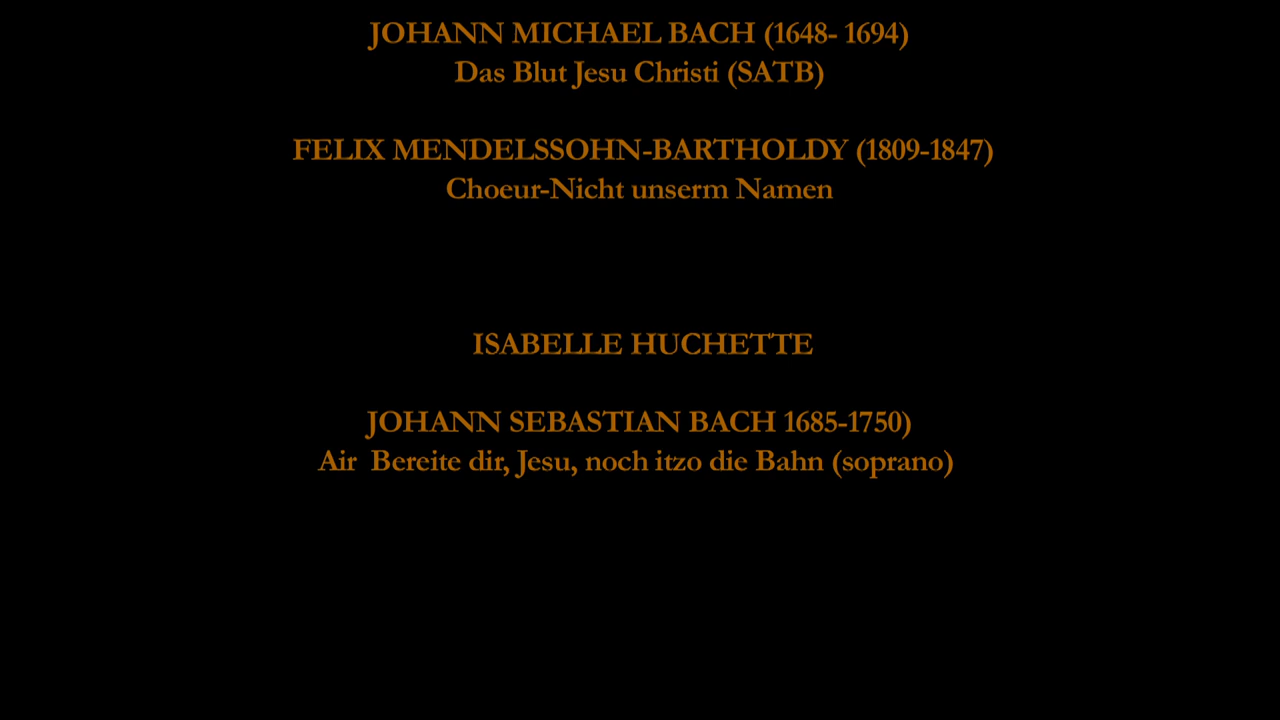 JOHANN MICHAEL BACH (1648- 1694)
Das Blut Jesu Christi (SATB)
FELIX MENDELSSOHN-BARTHOLDY (1809-1847)
Choeur-Nicht unserm Namen
ISABELLE HUCHETTE
JOHANN SEBASTIAN BACH 1685-1750)
Air  Bereite dir, Jesu, noch itzo die Bahn (soprano)